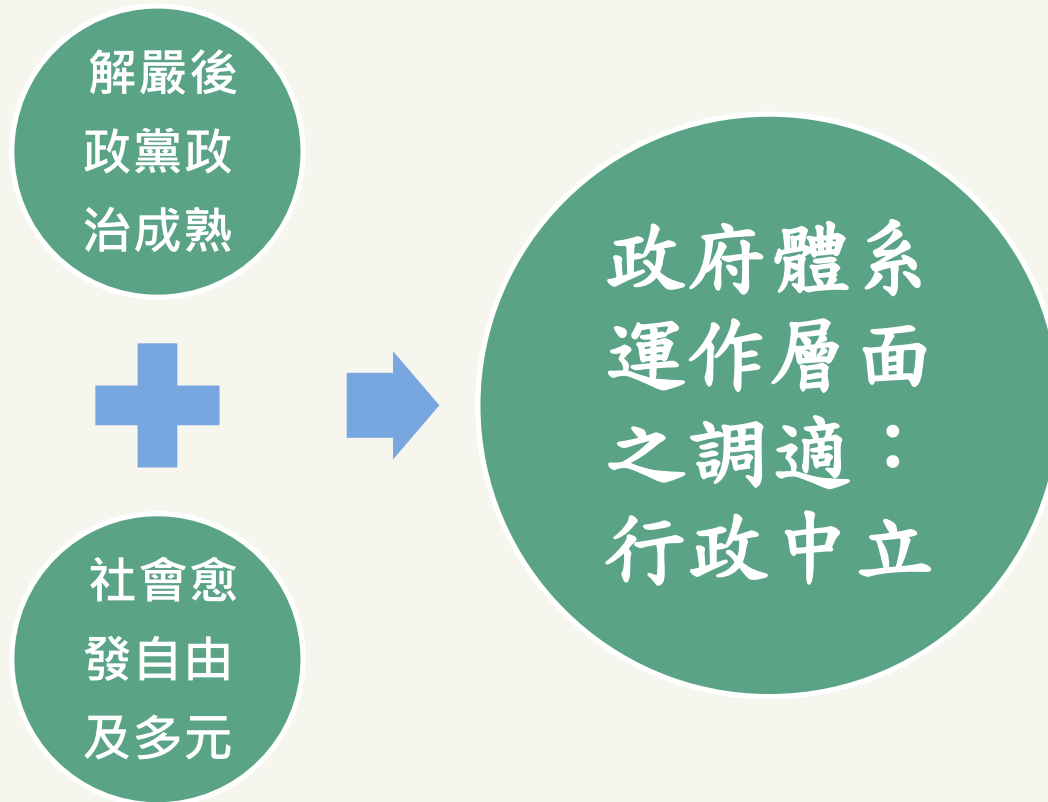 解嚴後
政黨政
治成熟
社會愈
發自由
及多元
政府體系
運作層面
之調適：
行政中立